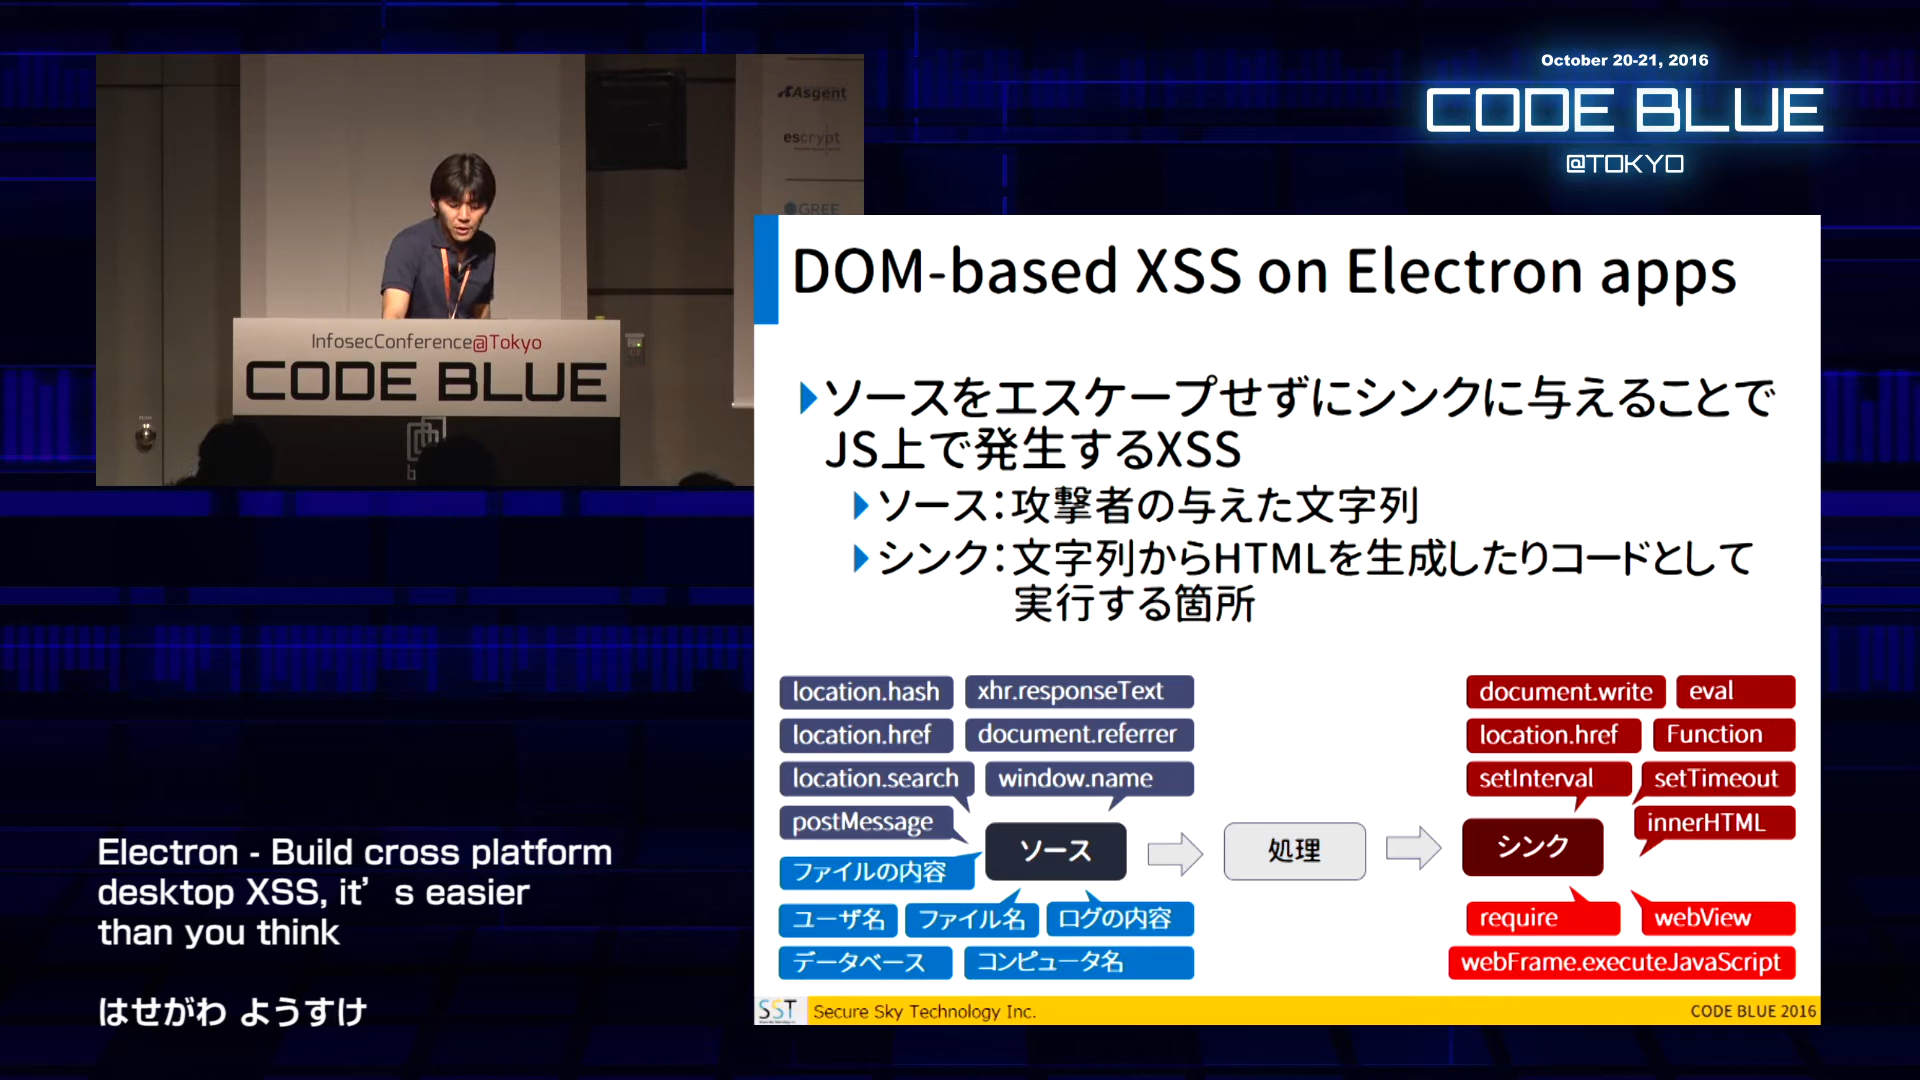 October 20-21, 2016
CODE BLUE
@TOKYO
Asgent
escrypt
GREE
InfosecConference@Tokyo
CODE BLUE
DOM-based XSS on Electron apps
ソースをエスケープせずにシンクに与えることで
JS上で発生するXSS
ソース：攻撃者の与えた文字列
シンク：文字列からHTMLを生成したりコードとして
実行する箇所
location.hash xhr.responseText
location.href document.referrer
location.search window.name
postMessage
ファイルの内容
ユーザ名 ファイル名 ログの内容
データベース コンピュータ名
ソース
処理
シンク
document.write eval
location.href Function
setInterval setTimeout
innerHTML
require webView
webFrame.executeJavaScript
SST Secure Sky Technology Inc.
CODE BLUE 2016
Electron - Build cross platform
desktop XSS, it’s easier
than you think
はせがわ ようすけ